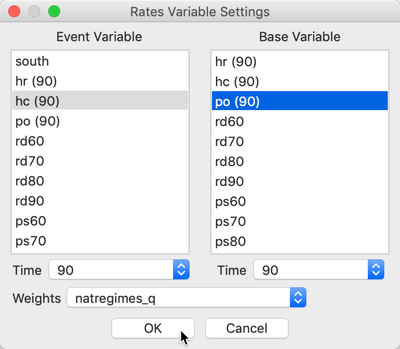 Rates Variable Settings
Event Variable
Base Variable
south
hr (90)
hc (90)
po (90)
rd60
rd70
rd80
rd90
ps60
ps70
hr (90)
hc (90)
po (90)
rd60
rd70
rd80
rd90
ps60
ps70
ps80
Time 90
Time 90
Weights natregimes_q
OK
Cancel